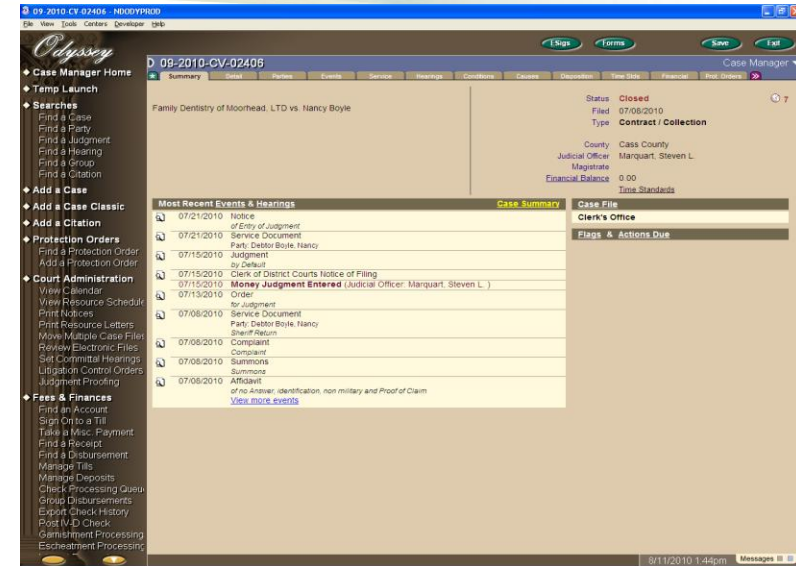 09-2010-CV-02406 - NDODYPROD
File View Tools Centers Developer Help
Odyssey
Case Manager Home
Temp Launch
Searches
Find a Case
Find a Party
Find a Judgment
Find a Hearing
Find a Group
Find a Citation
Add a Case
Add a Case Classic
Add a Citation
Protection Orders
Find a Protection Order
Add a Protection Order
Court Administration
View Calendar
View Resource Schedule
Print Notices
Print Resource Letters
Move Multiple Case Files
Review Electronic Files
Set Committal Hearings
Litigation Control Orders
Judgment Proofing
Fees & Finances
Find an Account
Sign On to a Till
Take a Misc. Payment
Find a Receipt
Find a Disbursement
Manage Tills
Manage Deposits
Check Processing Queue
Group Disbursements
Export Check History
Post IV-D Check
Garnishment Processing
Escheatment Processing
ESigs Forms Save Exit
D 09-2010-CV-02406 Case Manager
Summary Detail Parties Events Service Hearings Conditions Causes Disposition Time Stds Financial Prot. Orders
Family Dentistry of Moorhead, LTD vs. Nancy Boyle
Status Closed 7
Filed 07/08/2010
Type Contract / Collection
County Cass County
Judicial Officer Marquart, Steven L.
Magistrate
Financial Balance 0.00
Time Standards
Most Recent Events & Hearings Case Summary
07/21/2010 Notice
of Entry of Judgment
07/21/2010 Service Document
Party: Debtor Boyle, Nancy
07/15/2010 Judgment
by Default
07/15/2010 Clerk of District Courts Notice of Filing
07/15/2010 Money Judgment Entered (Judicial Officer: Marquart, Steven L. )
07/13/2010 Order
for Judgment
07/08/2010 Service Document
Party: Debtor Boyle, Nancy
Sheriff Return
07/08/2010 Complaint
Complaint
07/08/2010 Summons
Summons
07/08/2010 Affidavit
of no Answer, identification, non military and Proof of Claim
View more events
Case File
Clerk's Office
Flags & Actions Due
8/11/2010 1:44pm Messages